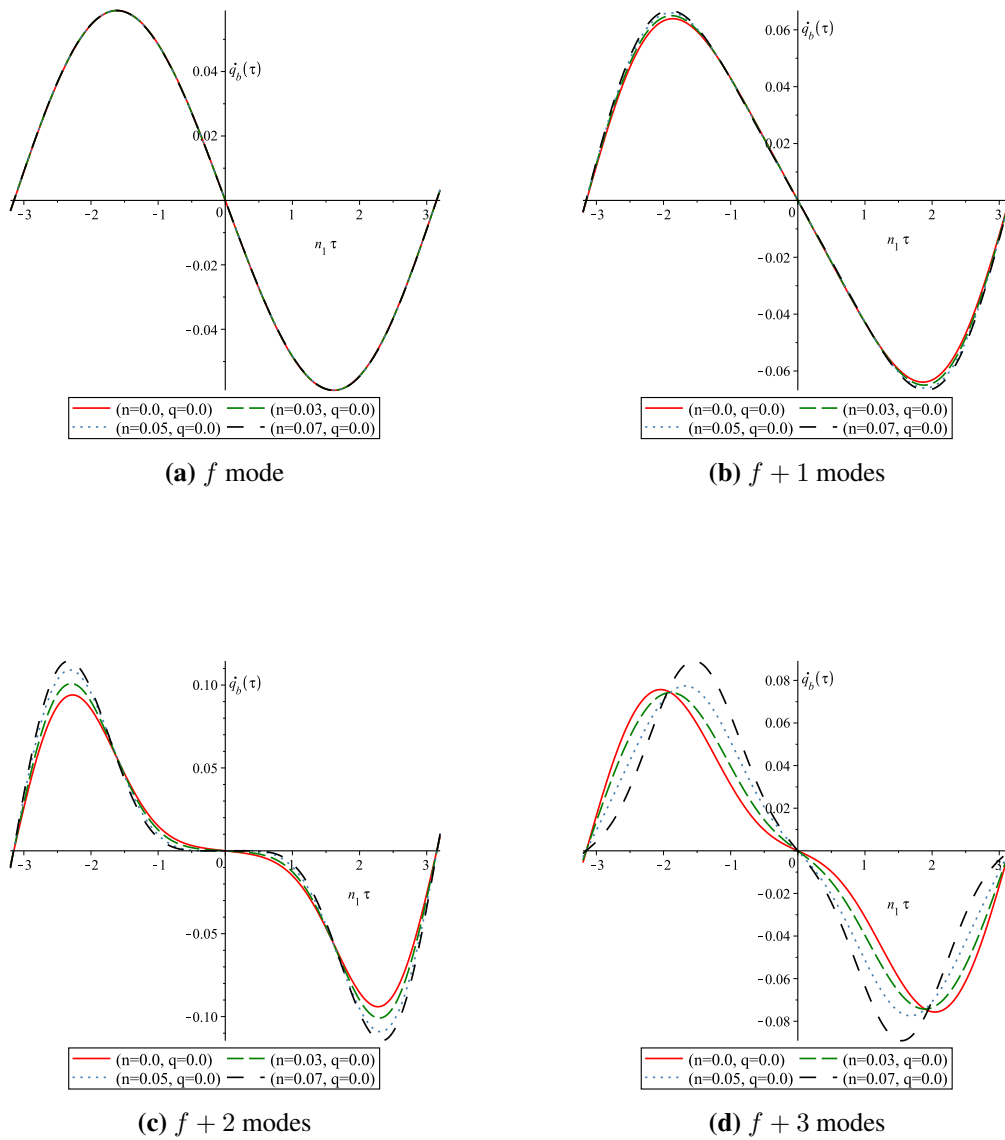 0.04
q̇_b(τ)
0.02
−3 −2 −1 0 1 2 3
n₁ τ
−0.02
−0.04
(n=0.0, q=0.0) (n=0.03, q=0.0)
(n=0.05, q=0.0) (n=0.07, q=0.0)
(a) f mode
0.06
q̇_b(τ)
0.04
0.02
−3 −2 −1 0 1 2 3
n₁ τ
−0.02
−0.04
−0.06
(n=0.0, q=0.0) (n=0.03, q=0.0)
(n=0.05, q=0.0) (n=0.07, q=0.0)
(b) f + 1 modes
0.10
q̇_b(τ)
0.05
−3 −2 −1 0 1 2 3
n₁ τ
−0.05
−0.10
(n=0.0, q=0.0) (n=0.03, q=0.0)
(n=0.05, q=0.0) (n=0.07, q=0.0)
(c) f + 2 modes
0.08
q̇_b(τ)
0.06
0.04
0.02
−3 −2 −1 0 1 2 3
n₁ τ
−0.02
−0.04
−0.06
−0.08
(n=0.0, q=0.0) (n=0.03, q=0.0)
(n=0.05, q=0.0) (n=0.07, q=0.0)
(d) f + 3 modes